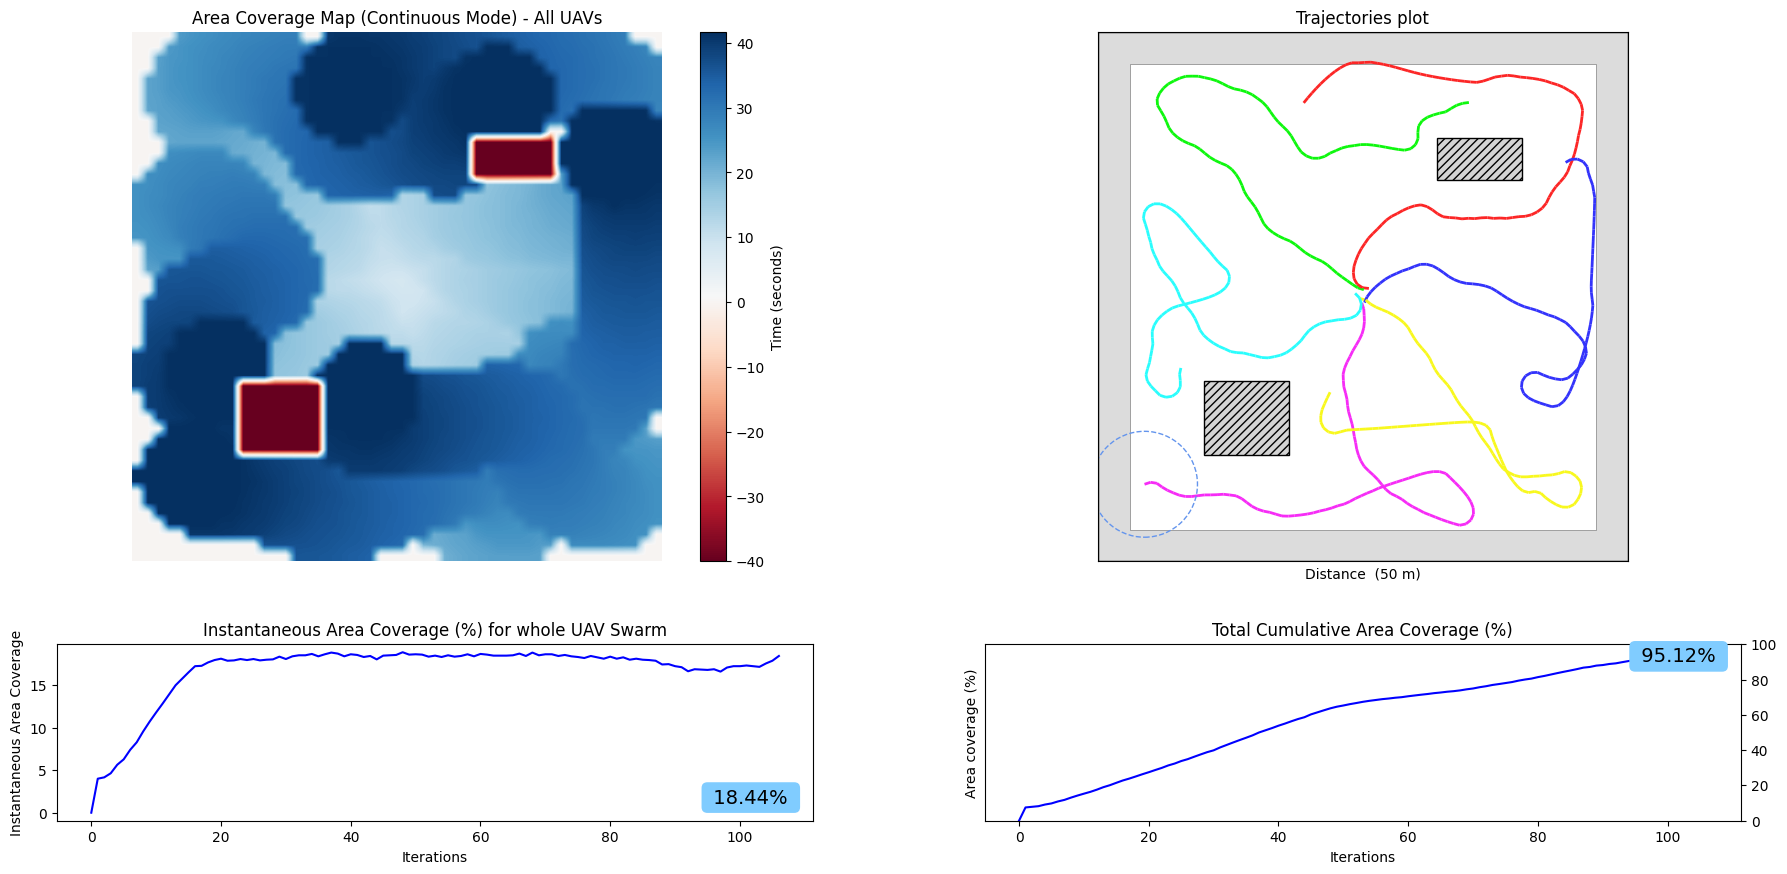 Area Coverage Map (Continuous Mode) - All UAVs
40
30
20
10
0
−10
−20
−30
−40
Time (seconds)
Trajectories plot
Distance  (50 m)
Instantaneous Area Coverage (%) for whole UAV Swarm
Instantaneous Area Coverage
15
10
5
0
18.44%
0 20 40 60 80 100
Iterations
Total Cumulative Area Coverage (%)
Area coverage (%)
95.12%
100
80
60
40
20
0
0 20 40 60 80 100
Iterations